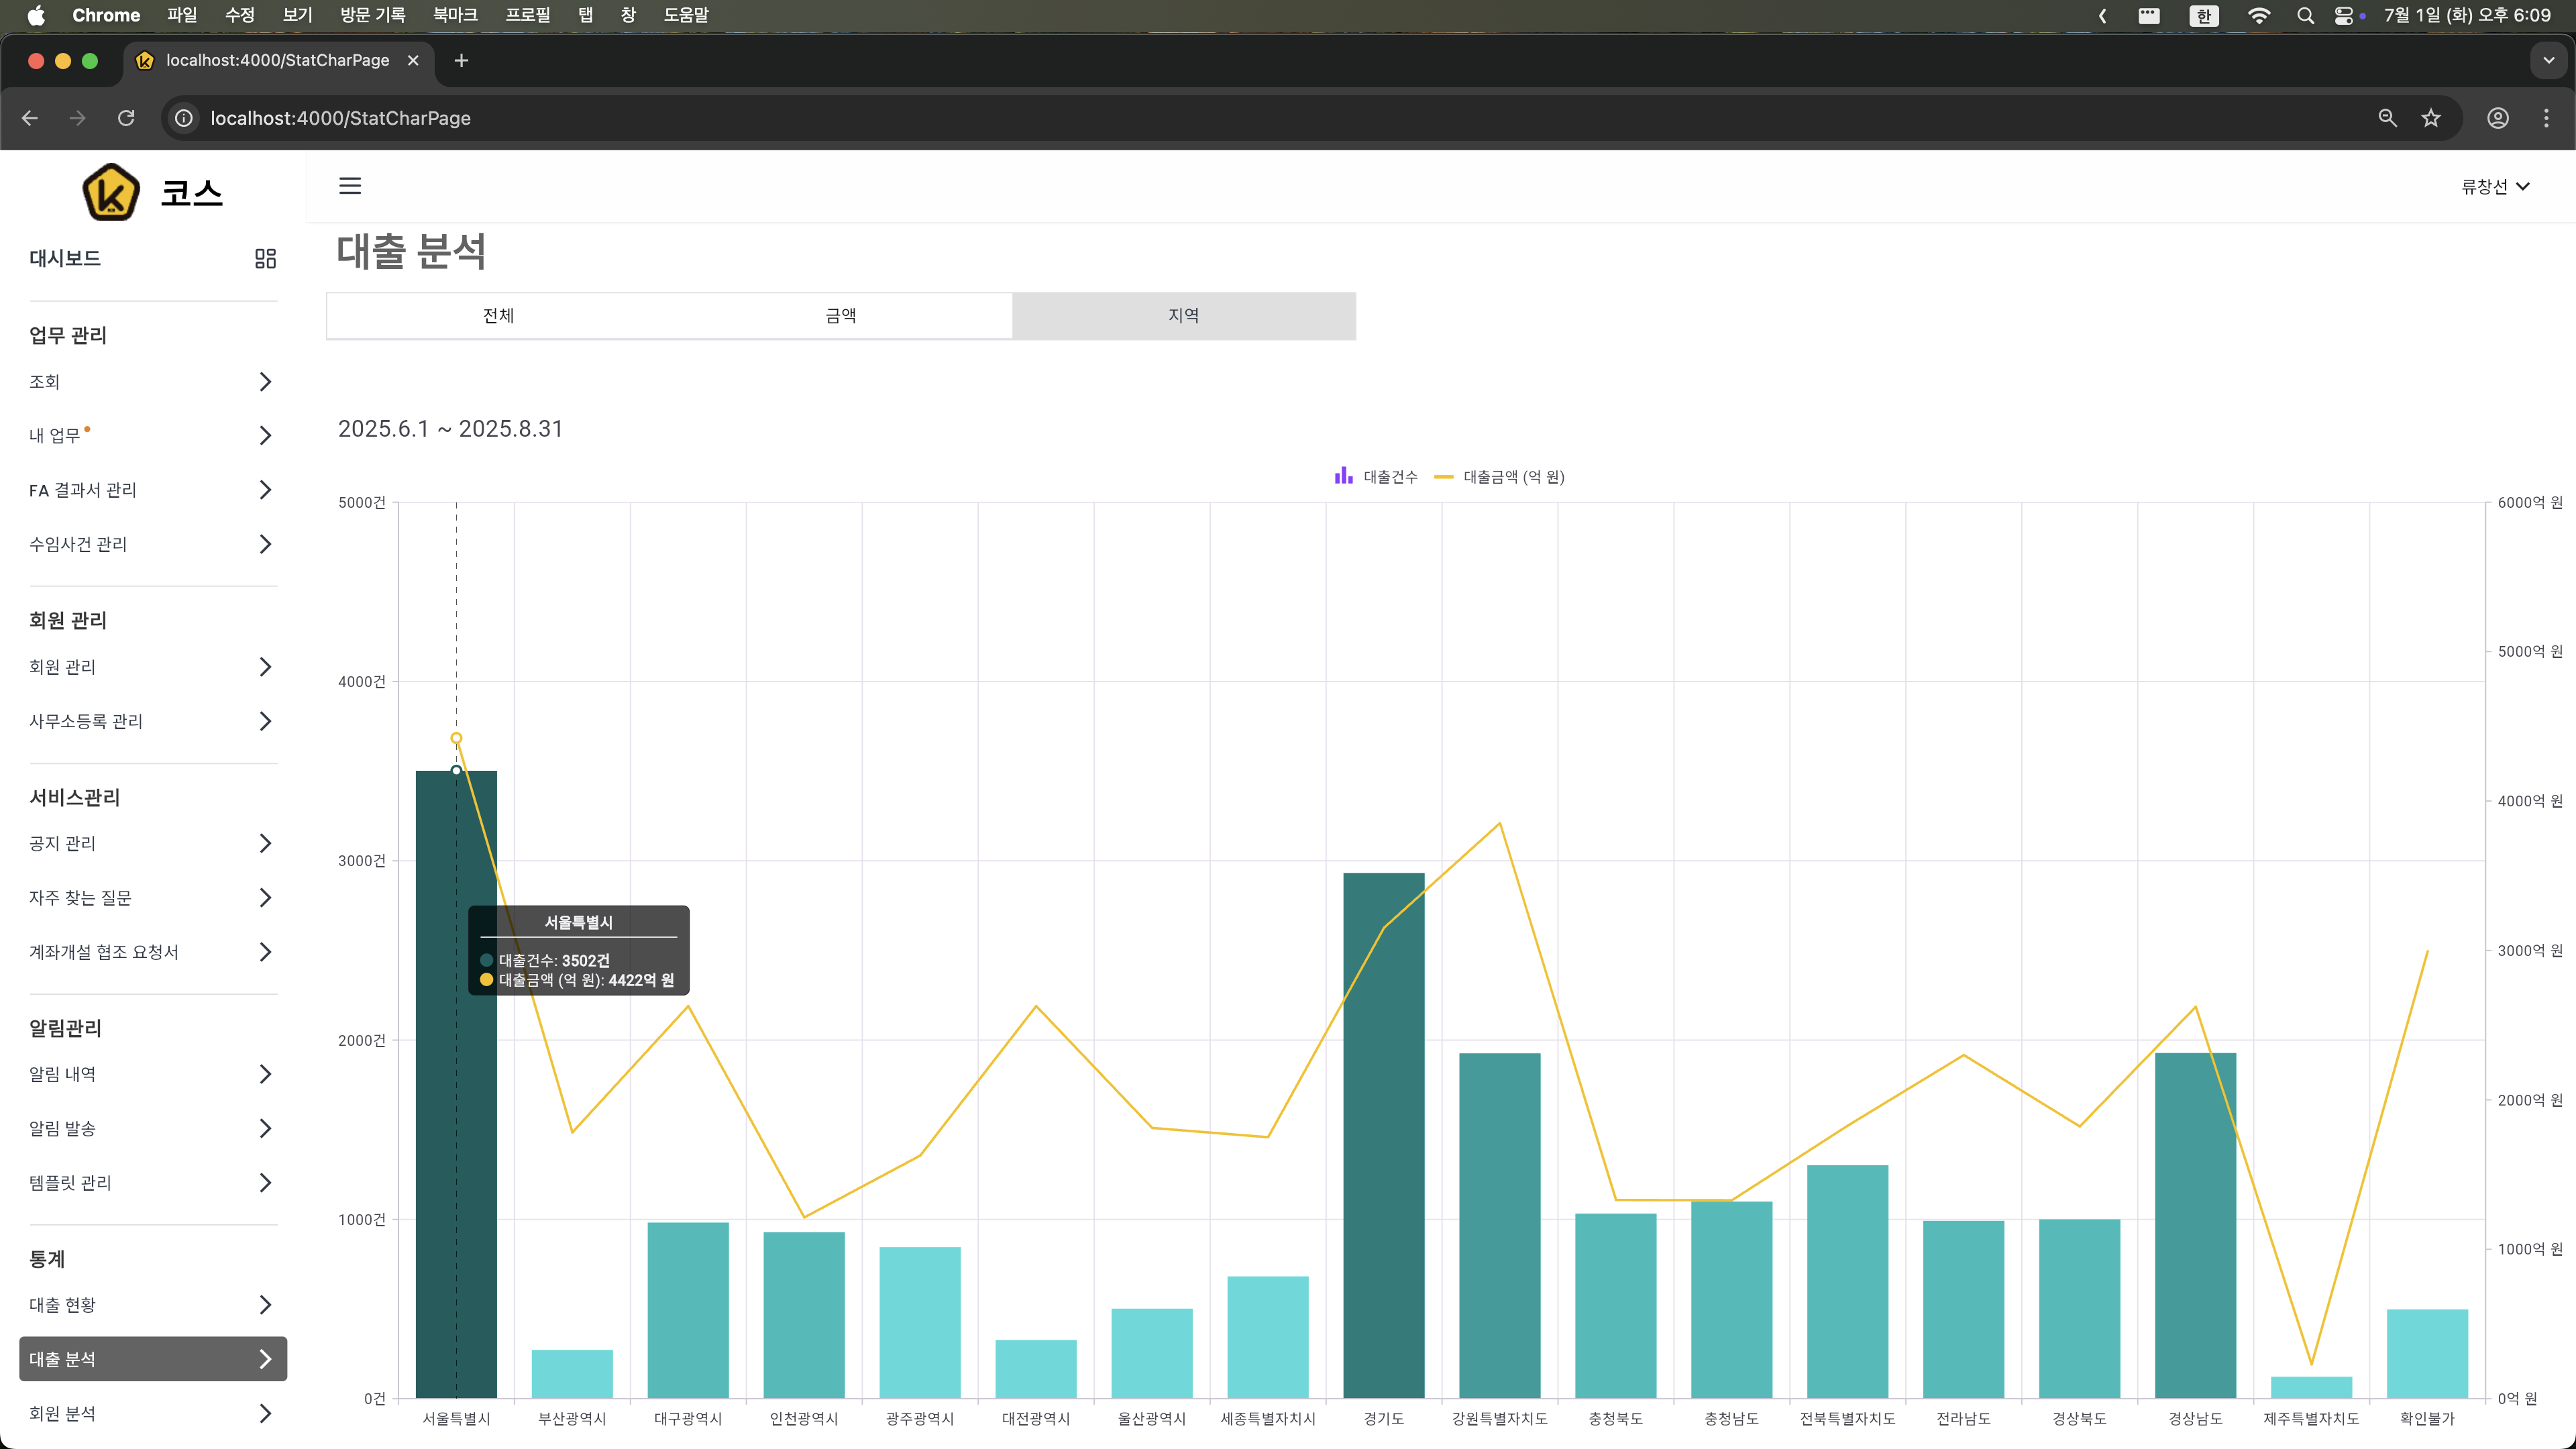 Chrome 파일 수정 보기 방문 기록 북마크 프로필 탭 창 도움말 한 7월 1일 (화) 오후 6:09
localhost:4000/StatCharPage
localhost:4000/StatCharPage
코스
류창선
대시보드
업무 관리
조회
내 업무
FA 결과서 관리
수임사건 관리
회원 관리
회원 관리
사무소등록 관리
서비스관리
공지 관리
자주 찾는 질문
계좌개설 협조 요청서
알림관리
알림 내역
알림 발송
템플릿 관리
통계
대출 현황
대출 분석
회원 분석
대출 분석
전체 금액 지역
2025.6.1 ~ 2025.8.31
대출건수 대출금액 (억 원)
5000건
4000건
3000건
2000건
1000건
0건
6000억 원
5000억 원
4000억 원
3000억 원
2000억 원
1000억 원
0억 원
서울특별시
대출건수: 3502건
대출금액 (억 원): 4422억 원
서울특별시 부산광역시 대구광역시 인천광역시 광주광역시 대전광역시 울산광역시 세종특별자치시 경기도 강원특별자치도 충청북도 충청남도 전북특별자치도 전라남도 경상북도 경상남도 제주특별자치도 확인불가